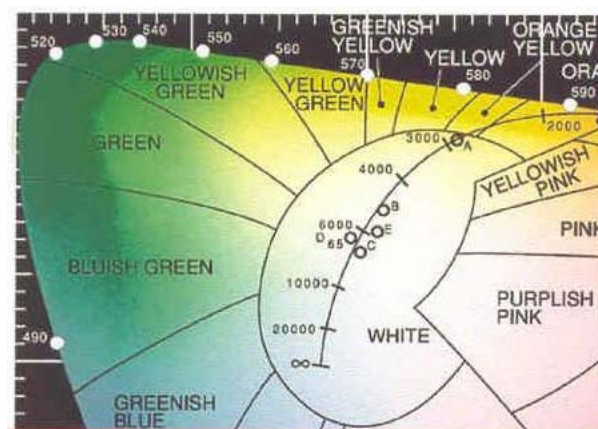 520
530
540
550
560
570
580
590
GREENISH
YELLOW
YELLOW
ORANGE
YELLOW
ORA
YELLOWISH
GREEN
YELLOW
GREEN
2000
3000
A
GREEN
4000
YELLOWISH
PINK
B
6000
E
D
65
C
PINK
BLUISH GREEN
10000
PURPLISH
PINK
20000
WHITE
490
∞
GREENISH
BLUE